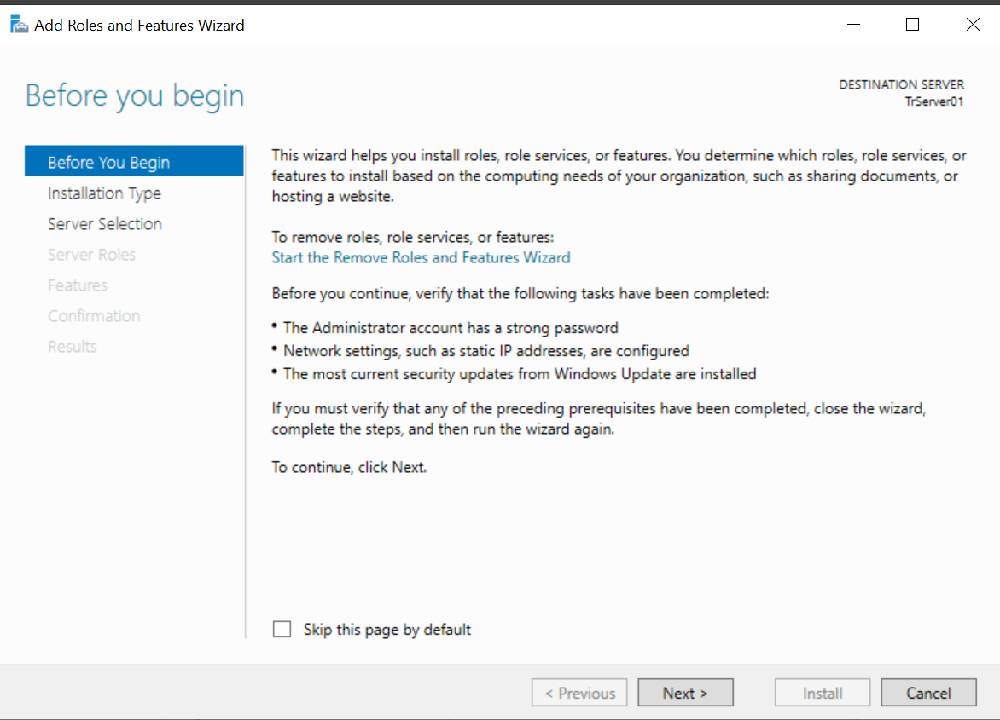 Add Roles and Features Wizard
Before you begin
DESTINATION SERVER
TrServer01
Before You Begin
Installation Type
Server Selection
Server Roles
Features
Confirmation
Results
This wizard helps you install roles, role services, or features. You determine which roles, role services, or
features to install based on the computing needs of your organization, such as sharing documents, or
hosting a website.
To remove roles, role services, or features:
Start the Remove Roles and Features Wizard
Before you continue, verify that the following tasks have been completed:
• The Administrator account has a strong password
• Network settings, such as static IP addresses, are configured
• The most current security updates from Windows Update are installed
If you must verify that any of the preceding prerequisites have been completed, close the wizard,
complete the steps, and then run the wizard again.
To continue, click Next.
Skip this page by default
< Previous
Next >
Install
Cancel